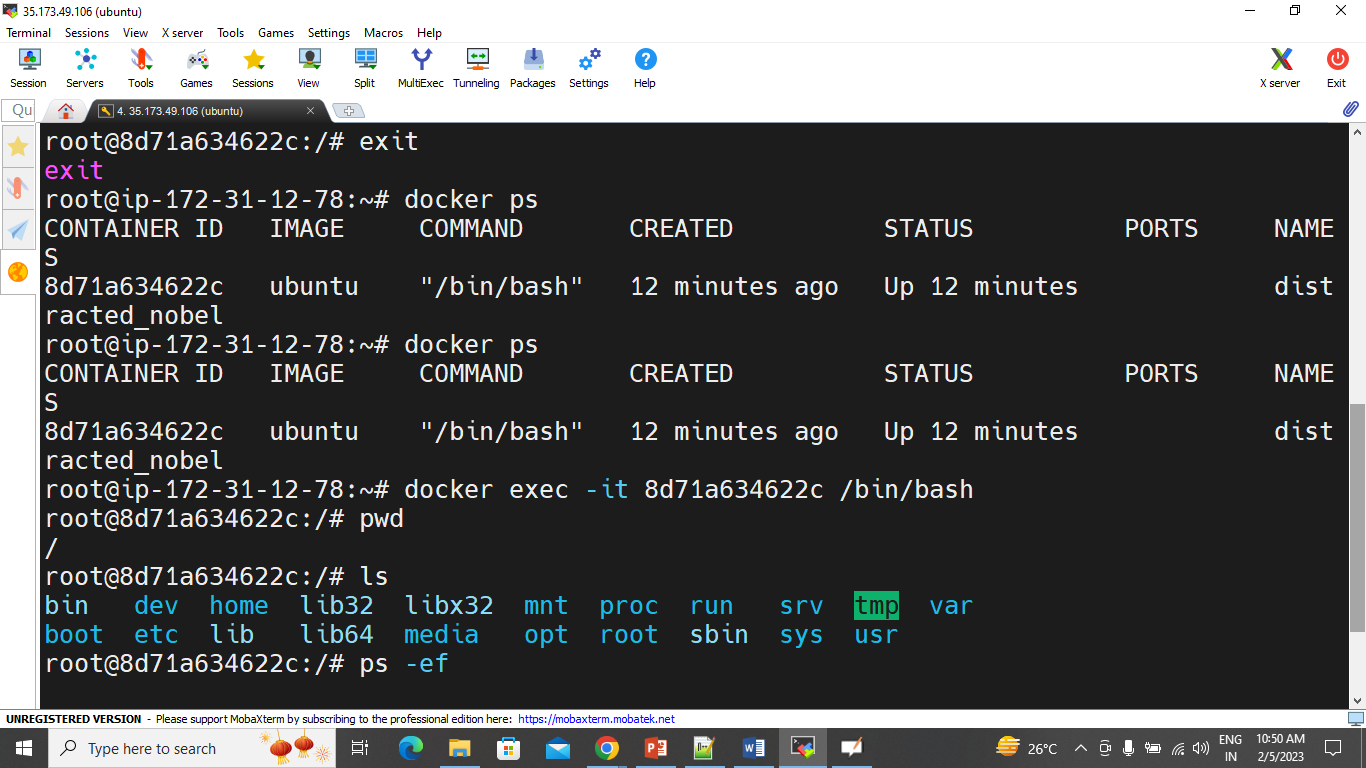 35.173.49.106 (ubuntu)
Terminal Sessions View X server Tools Games Settings Macros Help
Session Servers Tools Games Sessions View Split MultiExec Tunneling Packages Settings Help X server Exit
Qu 4. 35.173.49.106 (ubuntu)
root@8d71a634622c:/# exit
exit
root@ip-172-31-12-78:~# docker ps
CONTAINER ID   IMAGE     COMMAND       CREATED          STATUS          PORTS     NAME
S
8d71a634622c   ubuntu    "/bin/bash"   12 minutes ago   Up 12 minutes             dist
racted_nobel
root@ip-172-31-12-78:~# docker ps
CONTAINER ID   IMAGE     COMMAND       CREATED          STATUS          PORTS     NAME
S
8d71a634622c   ubuntu    "/bin/bash"   12 minutes ago   Up 12 minutes             dist
racted_nobel
root@ip-172-31-12-78:~# docker exec -it 8d71a634622c /bin/bash
root@8d71a634622c:/# pwd
/
root@8d71a634622c:/# ls
bin   dev  home  lib32  libx32  mnt  proc  run   srv  tmp  var
boot  etc  lib   lib64  media   opt  root  sbin  sys  usr
root@8d71a634622c:/# ps -ef
UNREGISTERED VERSION - Please support MobaXterm by subscribing to the professional edition here: https://mobaxterm.mobatek.net
Type here to search 26°C ENG 10:50 AM
IN 2/5/2023